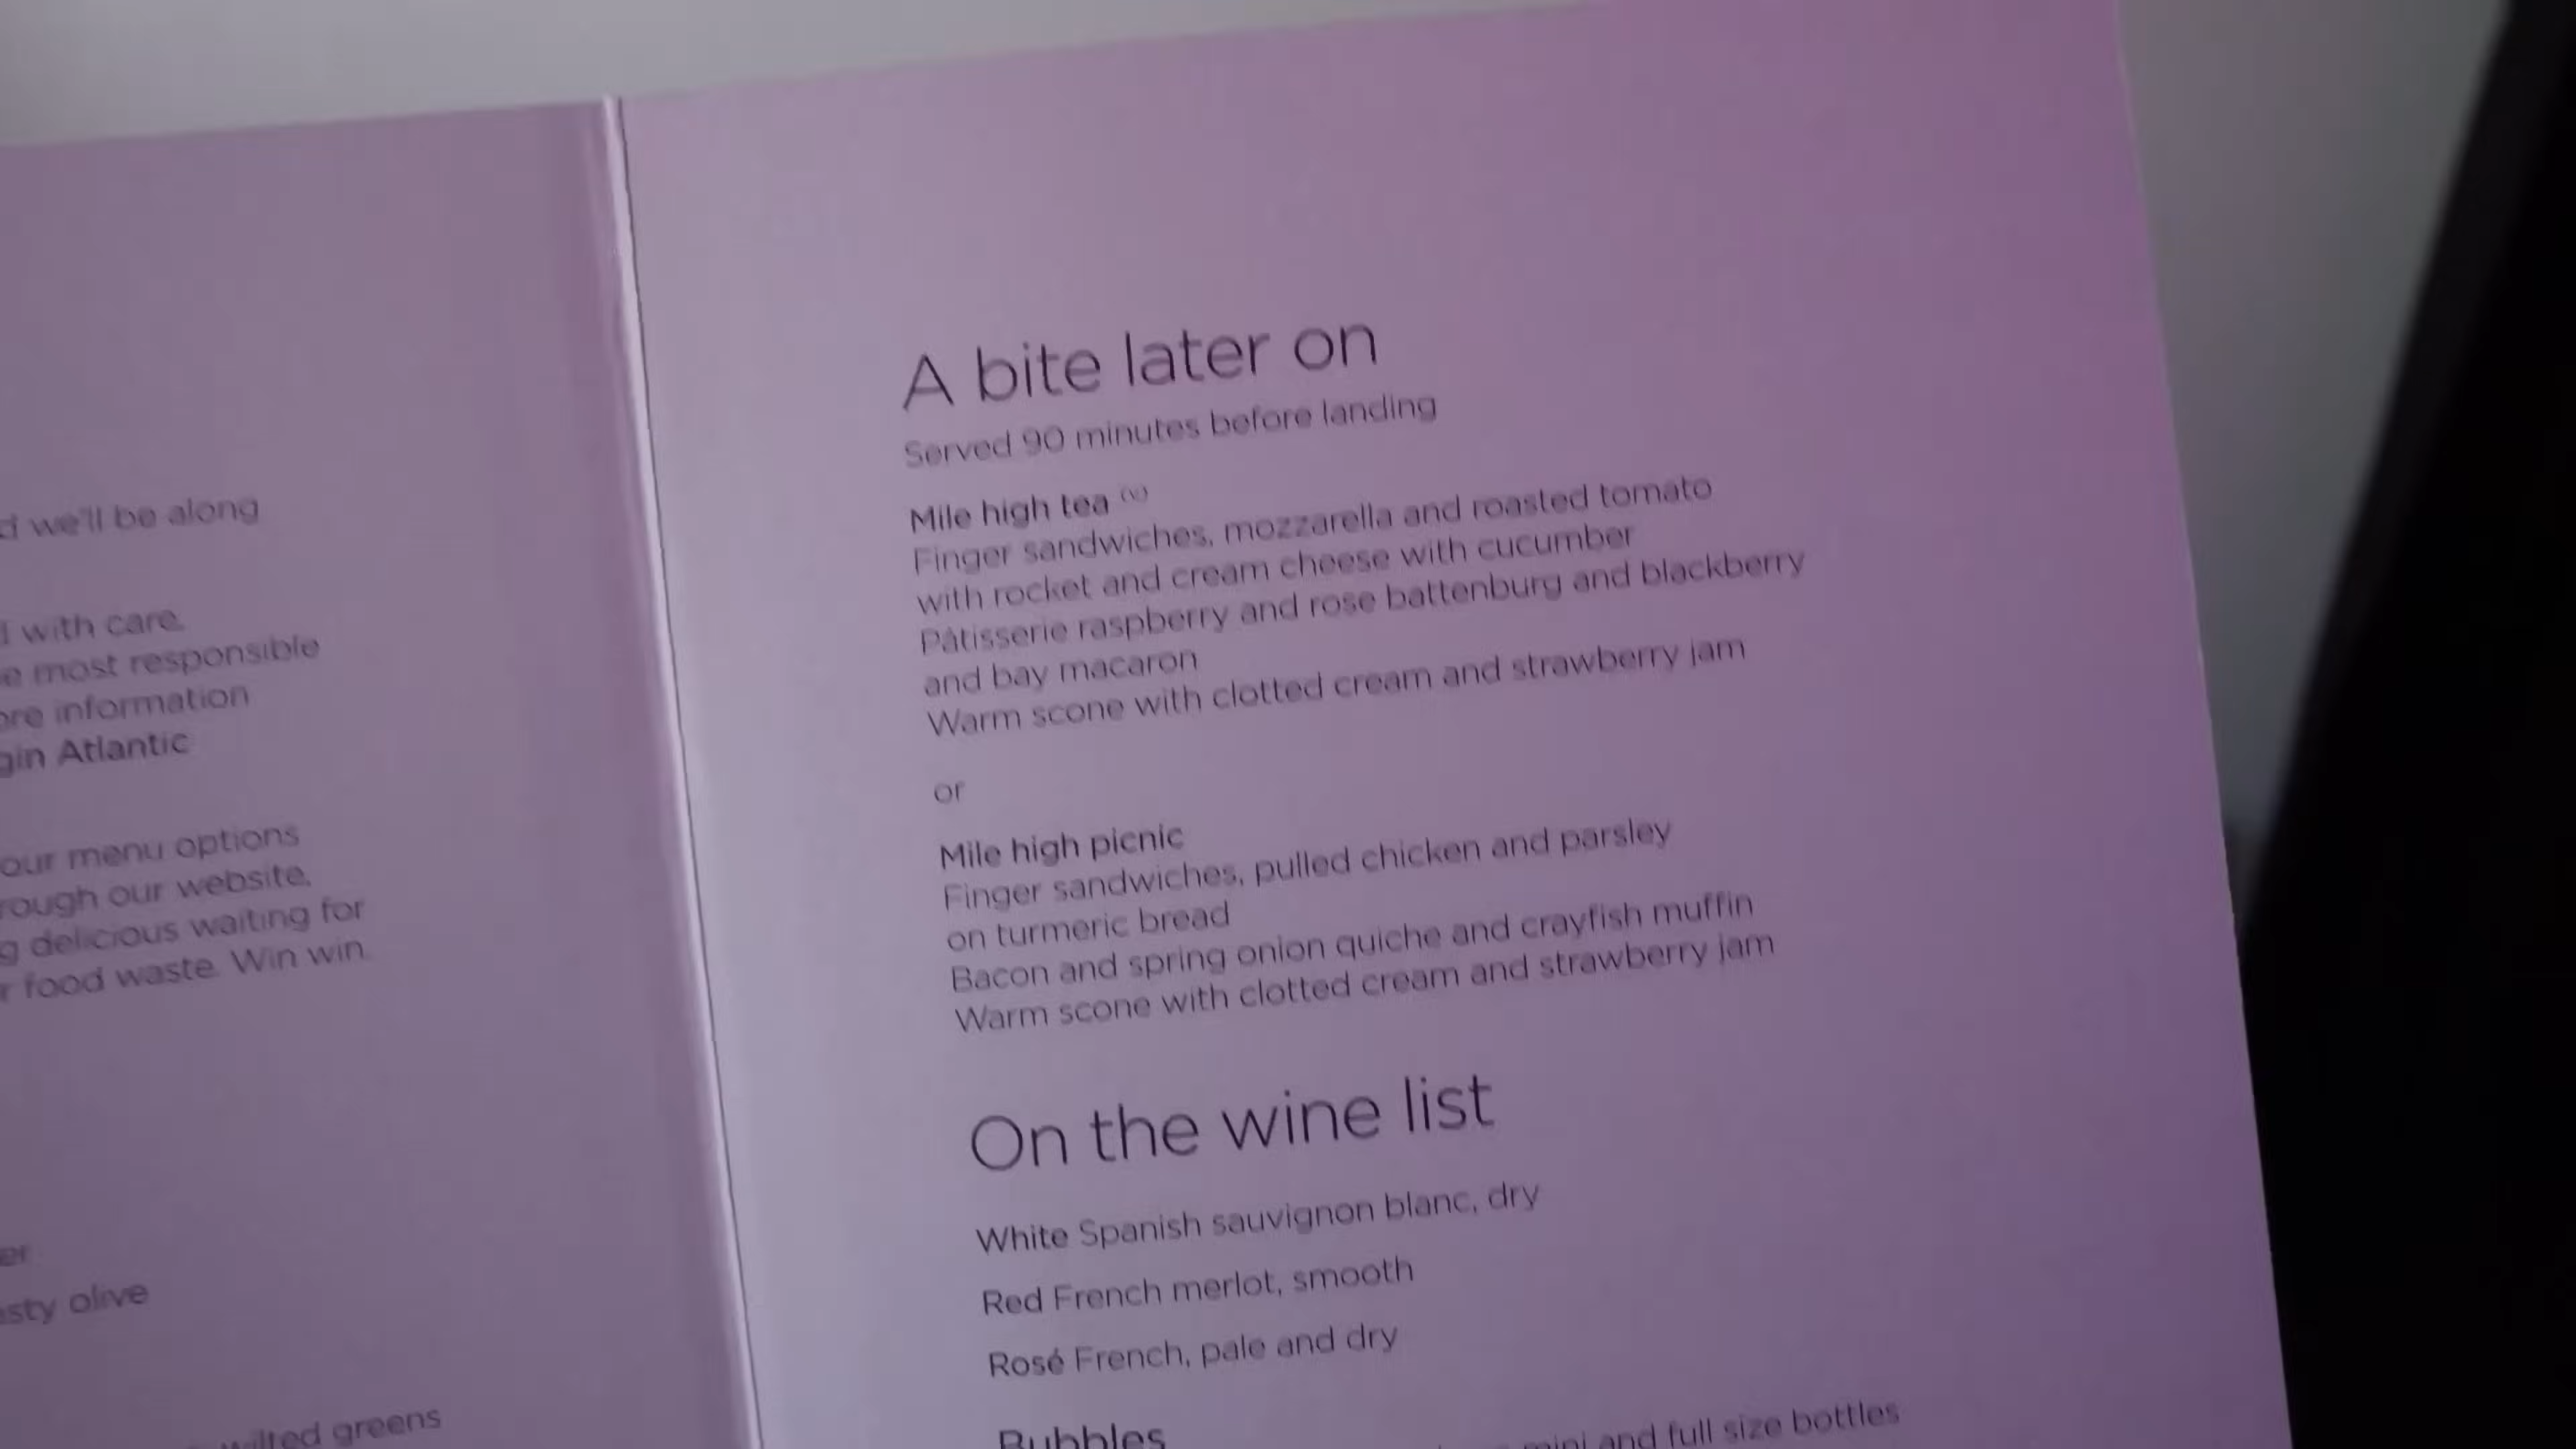 we'll be along
with care,
most responsible
information
Atlantic
our menu options
our website,
delicious waiting for
food waste. Win win.
olive
wilted greens
A bite later on
Served 90 minutes before landing
Mile high tea (v)
Finger sandwiches, mozzarella and roasted tomato
with rocket and cream cheese with cucumber
Pâtisserie raspberry and rose battenburg and blackberry
and bay macaron
Warm scone with clotted cream and strawberry jam
or
Mile high picnic
Finger sandwiches, pulled chicken and parsley
on turmeric bread
Bacon and spring onion quiche and crayfish muffin
Warm scone with clotted cream and strawberry jam
On the wine list
White Spanish sauvignon blanc, dry
Red French merlot, smooth
Rosé French, pale and dry
Bubbles
mini and full size bottles